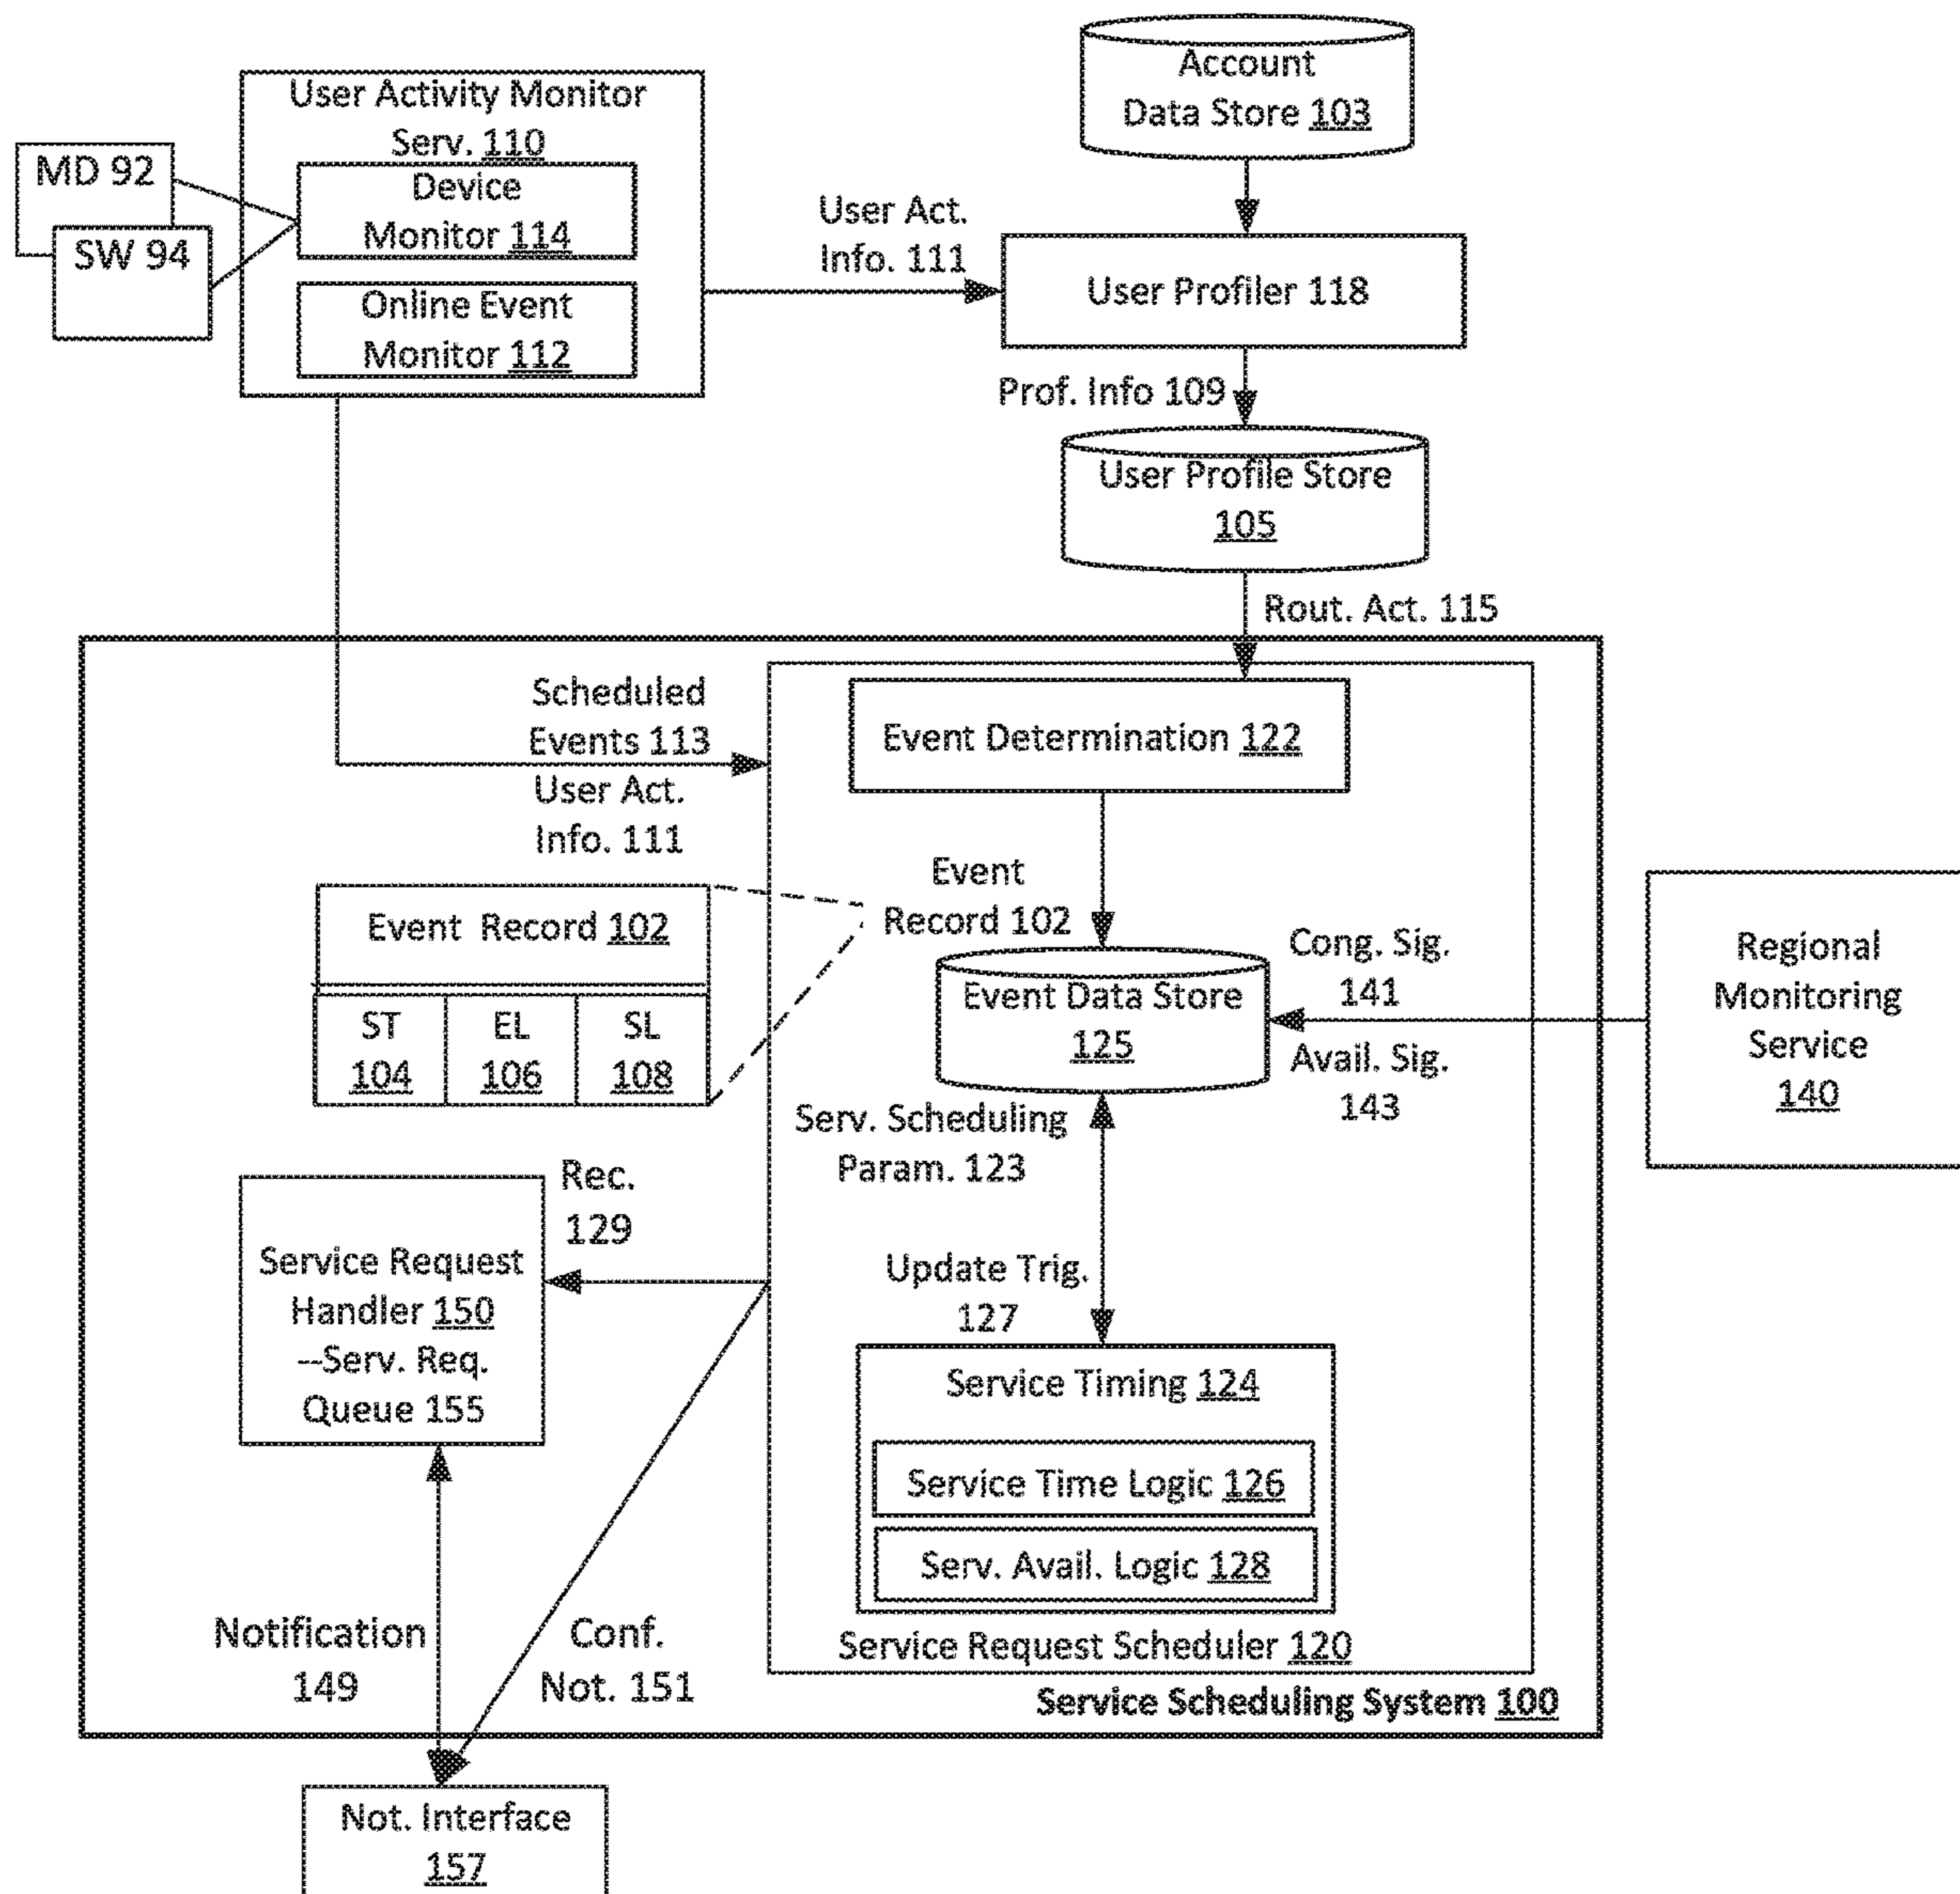 Account
Data Store 103
User Activity Monitor
Serv. 110
MD 92
SW 94
Device
Monitor 114
Online Event
Monitor 112
User Act.
Info. 111
User Profiler 118
Prof. Info 109
User Profile Store
105
Rout. Act. 115
Scheduled
Events 113
User Act.
Info. 111
Event Determination 122
Event
Record 102
Event Record 102
ST
104
EL
106
SL
108
Event Data Store
125
Cong. Sig.
141
Avail. Sig.
143
Regional
Monitoring
Service
140
Serv. Scheduling
Param. 123
Rec.
129
Service Request
Handler 150
--Serv. Req.
Queue 155
Update Trig.
127
Service Timing 124
Service Time Logic 126
Serv. Avail. Logic 128
Service Request Scheduler 120
Notification
149
Conf.
Not. 151
Service Scheduling System 100
Not. Interface
157